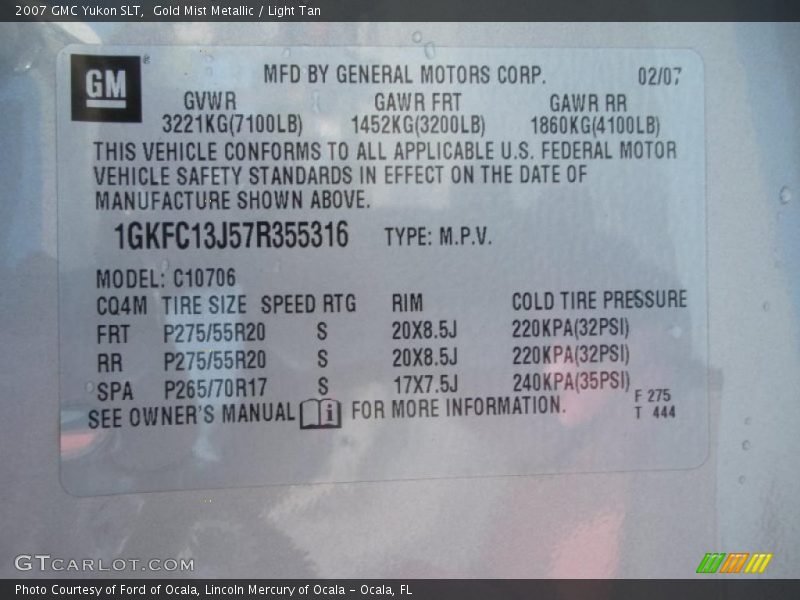 2007 GMC Yukon SLT, Gold Mist Metallic / Light Tan
GM ® MFD BY GENERAL MOTORS CORP. 02/07
GVWR GAWR FRT GAWR RR
3221KG(7100LB) 1452KG(3200LB) 1860KG(4100LB)
THIS VEHICLE CONFORMS TO ALL APPLICABLE U.S. FEDERAL MOTOR
VEHICLE SAFETY STANDARDS IN EFFECT ON THE DATE OF
MANUFACTURE SHOWN ABOVE.
1GKFC13J57R355316 TYPE: M.P.V.
MODEL: C10706
CQ4M TIRE SIZE SPEED RTG RIM COLD TIRE PRESSURE
FRT P275/55R20 S 20X8.5J 220KPA(32PSI)
RR P275/55R20 S 20X8.5J 220KPA(32PSI)
SPA P265/70R17 S 17X7.5J 240KPA(35PSI)
SEE OWNER'S MANUAL i FOR MORE INFORMATION.
F 275
T 444
GTCARLOT.COM
Photo Courtesy of Ford of Ocala, Lincoln Mercury of Ocala – Ocala, FL